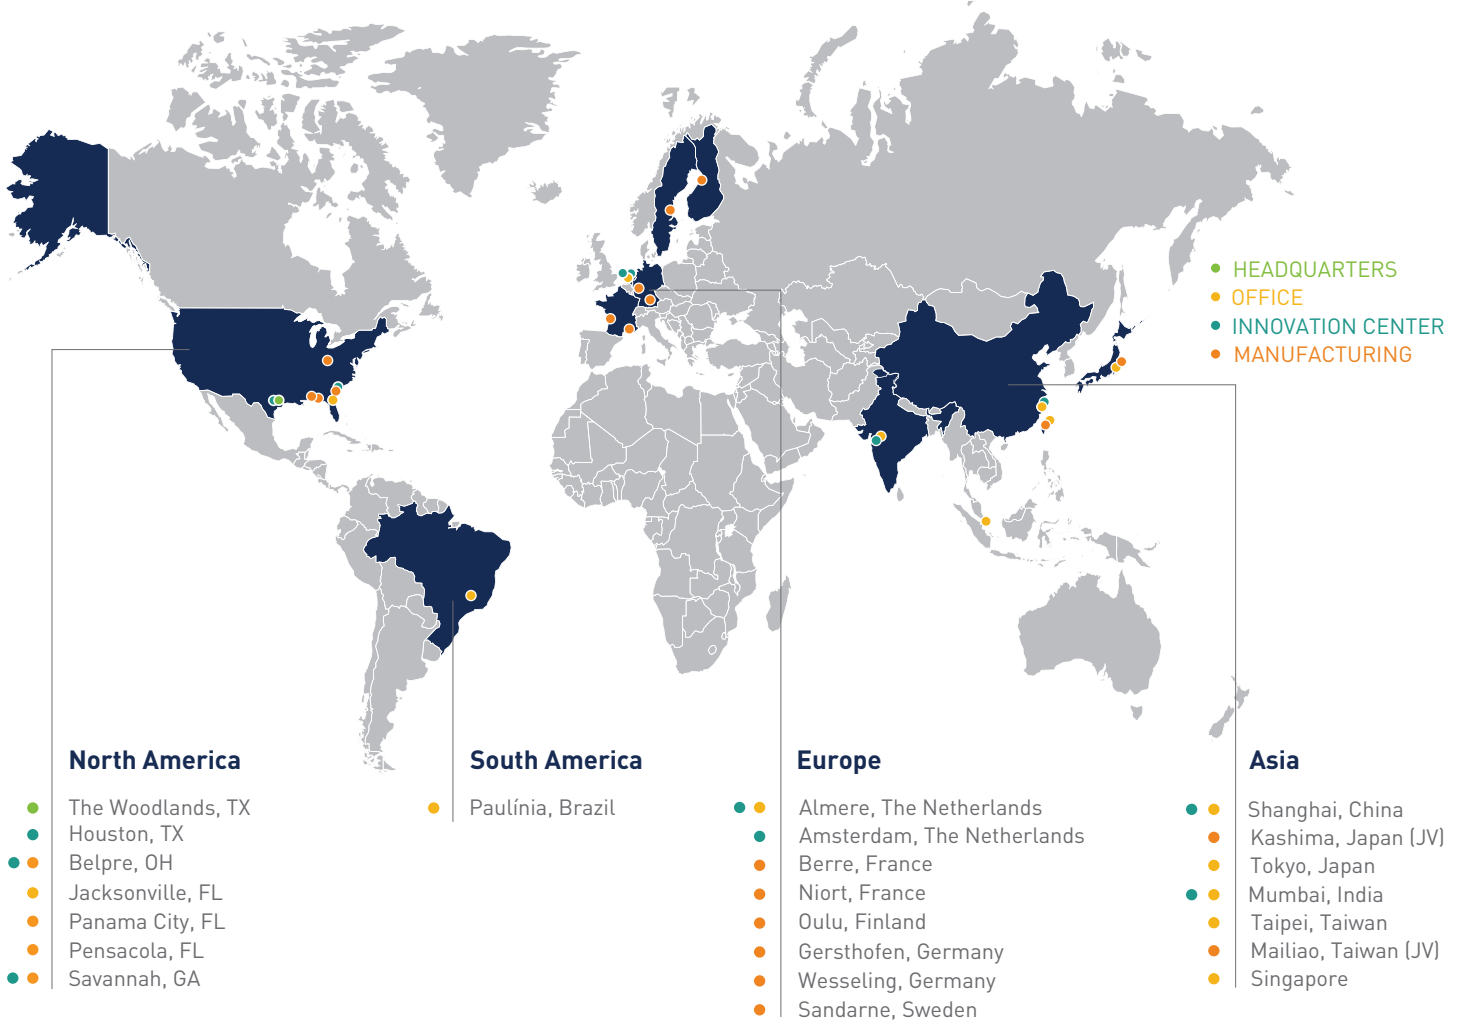 HEADQUARTERS
OFFICE
INNOVATION CENTER
MANUFACTURING
North America
The Woodlands, TX
Houston, TX
Belpre, OH
Jacksonville, FL
Panama City, FL
Pensacola, FL
Savannah, GA
South America
Paulínia, Brazil
Europe
Almere, The Netherlands
Amsterdam, The Netherlands
Berre, France
Niort, France
Oulu, Finland
Gersthofen, Germany
Wesseling, Germany
Sandarne, Sweden
Asia
Shanghai, China
Kashima, Japan (JV)
Tokyo, Japan
Mumbai, India
Taipei, Taiwan
Mailiao, Taiwan (JV)
Singapore